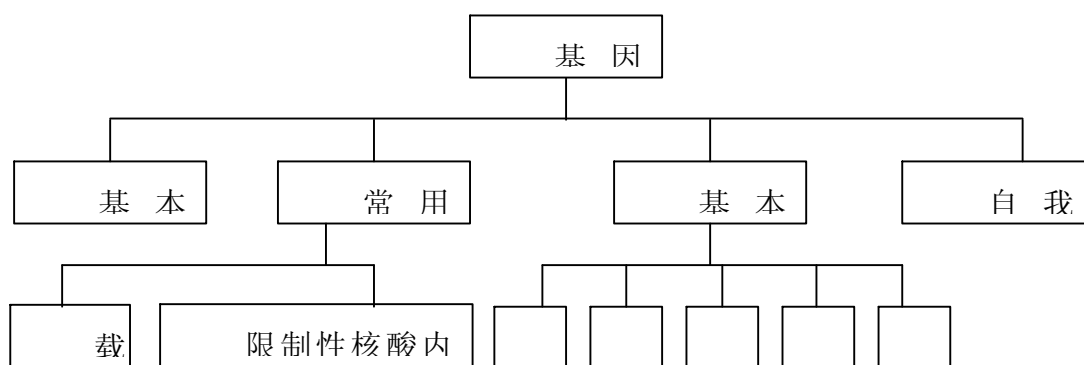 基 因
基 本
常 用
基 本
自 我
载
限制性核酸内